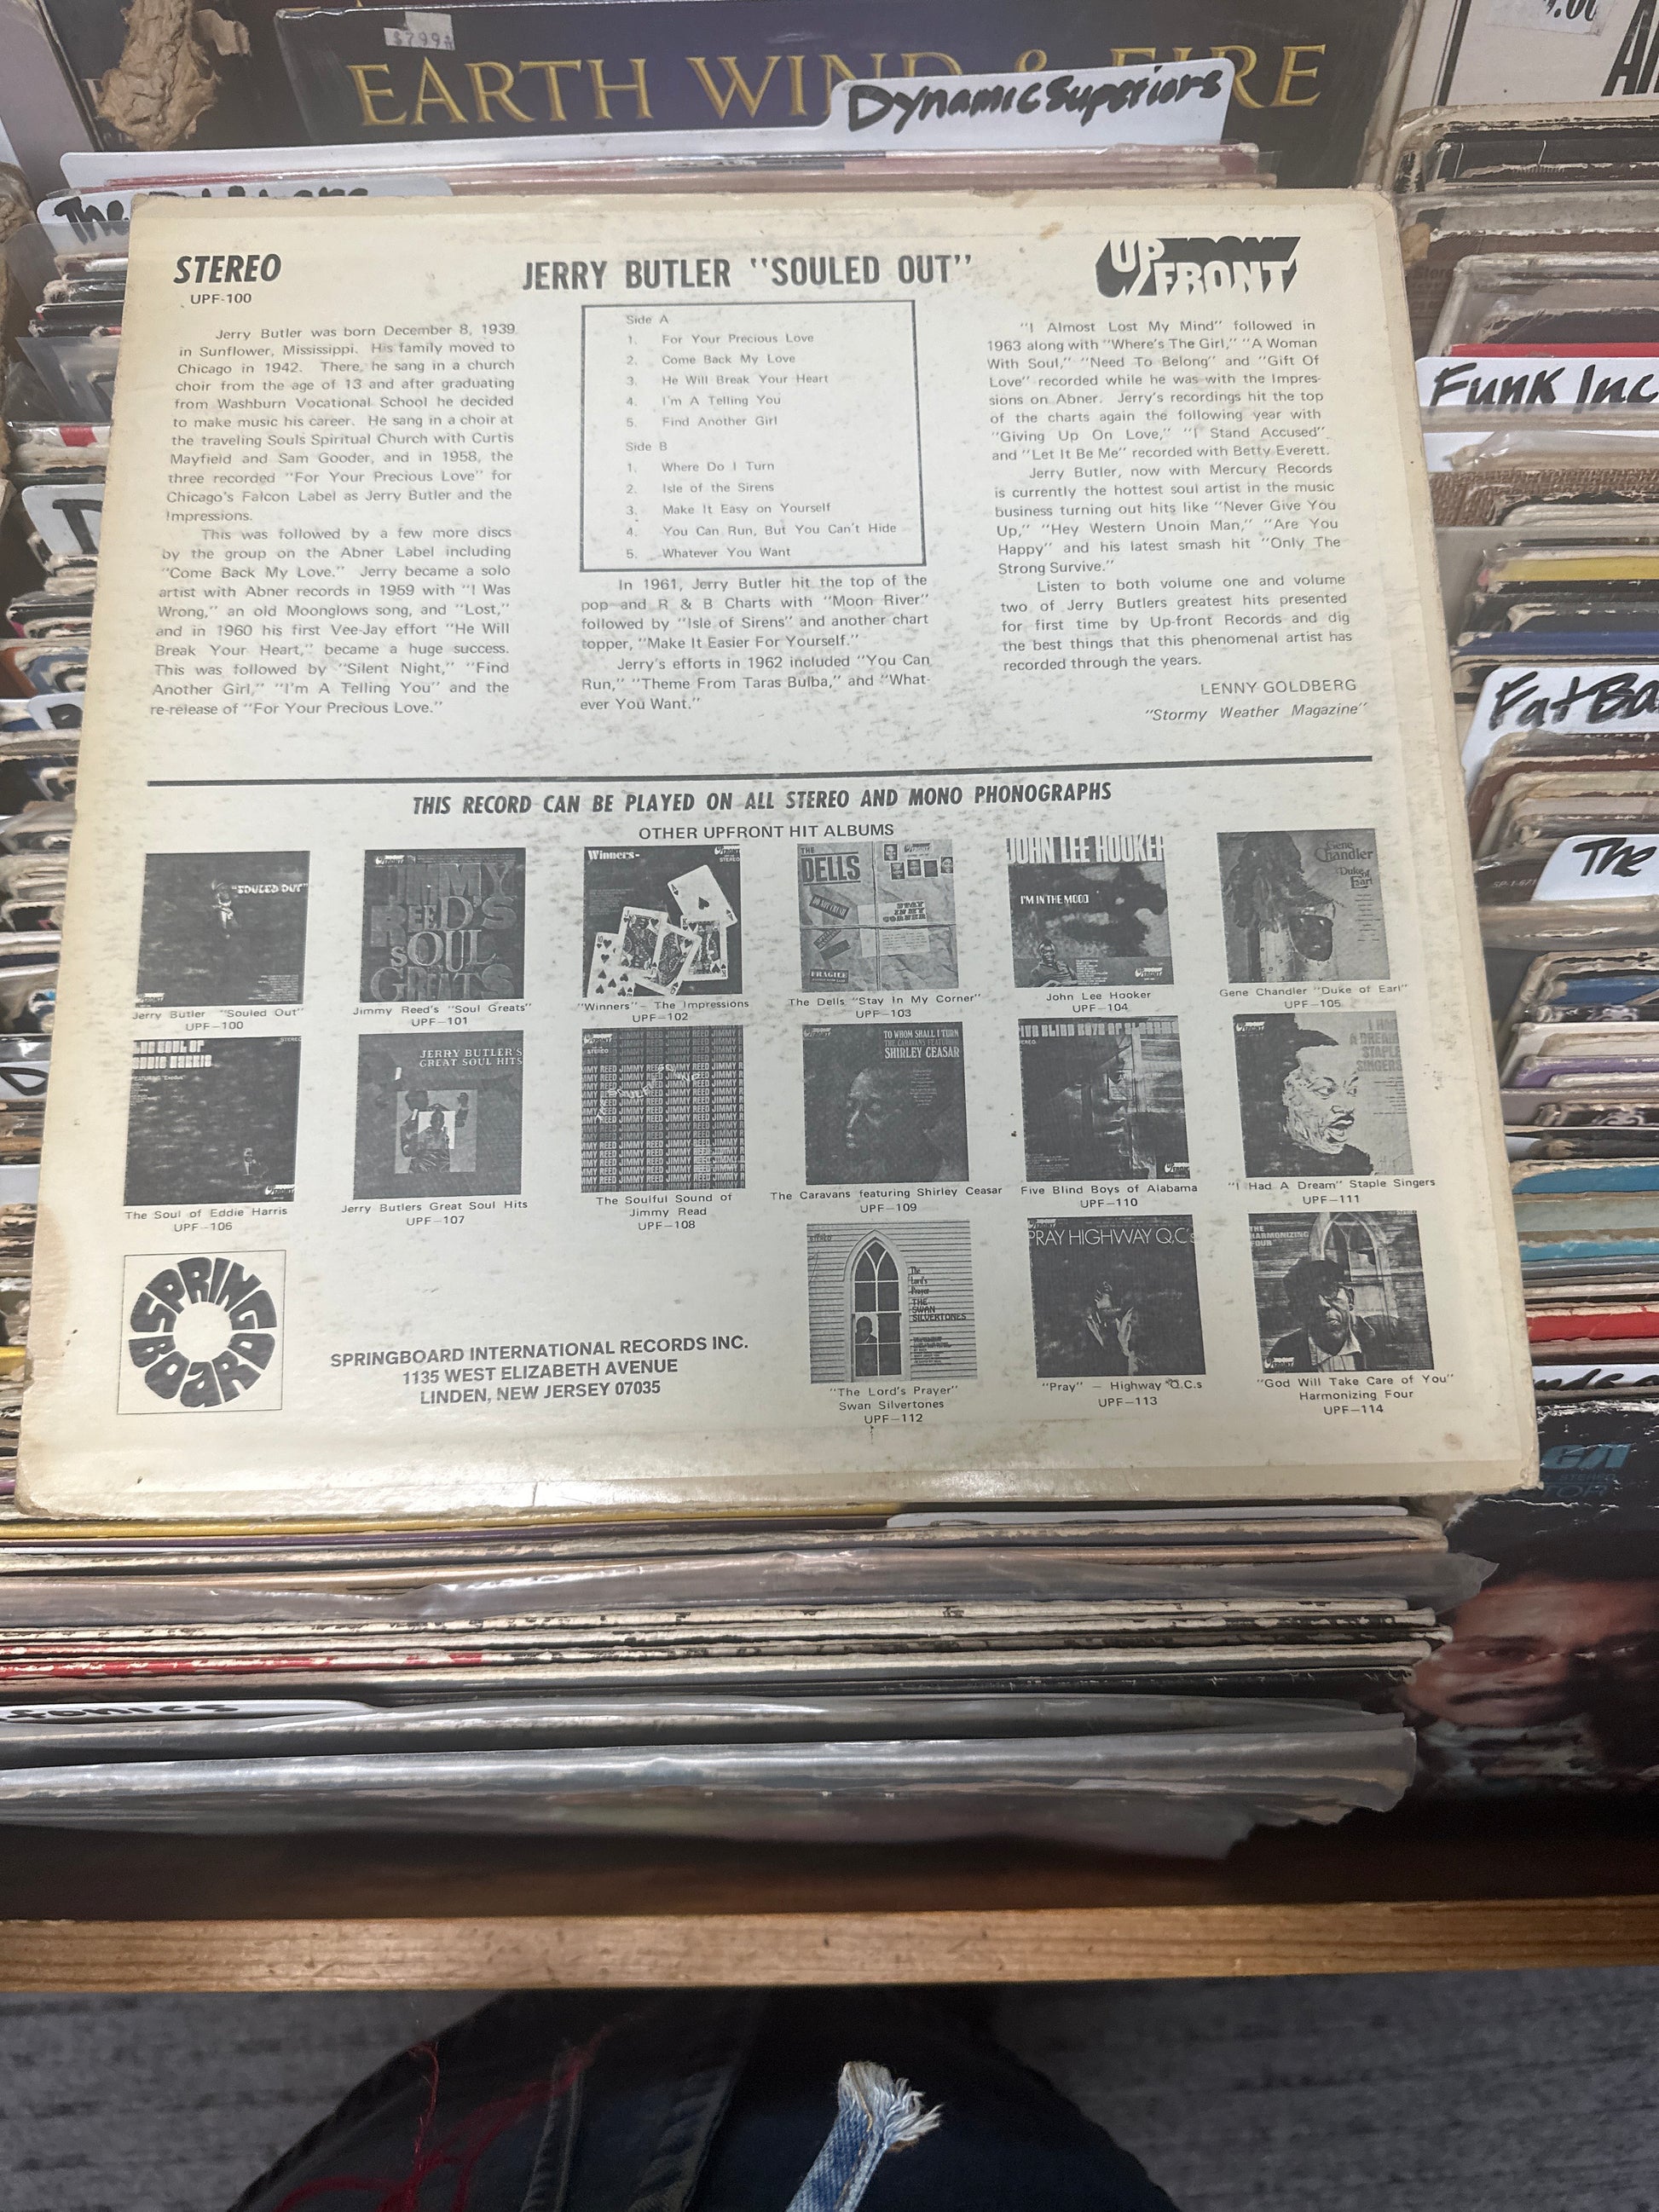 $7.99
EARTH WIND & FIRE
Dynamic Superiors
The
STEREO
UPF-100
JERRY BUTLER "SOULED OUT"
UP FRONT
Jerry Butler was born December 8, 1939
in Sunflower, Mississippi. His family moved to
Chicago in 1942. There, he sang in a church
choir from the age of 13 and after graduating
from Washburn Vocational School he decided
to make music his career. He sang in a choir at
the traveling Souls Spiritual Church with Curtis
Mayfield and Sam Gooder, and in 1958, the
three recorded "For Your Precious Love" for
Chicago's Falcon Label as Jerry Butler and the
Impressions.
This was followed by a few more discs
by the group on the Abner Label including
"Come Back My Love." Jerry became a solo
artist with Abner records in 1959 with "I Was
Wrong," an old Moonglows song, and "Lost,"
and in 1960 his first Vee-Jay effort "He Will
Break Your Heart," became a huge success.
This was followed by "Silent Night," "Find
Another Girl," "I'm A Telling You" and the
re-release of "For Your Precious Love."
Side A
1. For Your Precious Love
2. Come Back My Love
3. He Will Break Your Heart
4. I'm A Telling You
5. Find Another Girl
Side B
1. Where Do I Turn
2. Isle of the Sirens
3. Make It Easy on Yourself
4. You Can Run, But You Can't Hide
5. Whatever You Want
In 1961, Jerry Butler hit the top of the
pop and R & B Charts with "Moon River"
followed by "Isle of Sirens" and another chart
topper, "Make It Easier For Yourself."
Jerry's efforts in 1962 included "You Can
Run," "Theme From Taras Bulba," and "What-
ever You Want."
"I Almost Lost My Mind" followed in
1963 along with "Where's The Girl," "A Woman
With Soul," "Need To Belong" and "Gift Of
Love" recorded while he was with the Impres-
sions on Abner. Jerry's recordings hit the top
of the charts again the following year with
"Giving Up On Love," "I Stand Accused"
and "Let It Be Me" recorded with Betty Everett.
Jerry Butler, now with Mercury Records
is currently the hottest soul artist in the music
business turning out hits like "Never Give You
Up," "Hey Western Unoin Man," "Are You
Happy" and his latest smash hit "Only The
Strong Survive."
Listen to both volume one and volume
two of Jerry Butlers greatest hits presented
for first time by Up-front Records and dig
the best things that this phenomenal artist has
recorded through the years.
LENNY GOLDBERG
"Stormy Weather Magazine"
THIS RECORD CAN BE PLAYED ON ALL STEREO AND MONO PHONOGRAPHS
OTHER UPFRONT HIT ALBUMS
"SOULED OUT"
JIMMY REED'S SOUL GREATS
Winners-
THE DELLS
STAY IN MY CORNER
FRAGILE
JOHN LEE HOOKER
I'M IN THE MOOD
Gene Chandler
"Duke of Earl"
Jerry Butler "Souled Out"
UPF-100
Jimmy Reed's "Soul Greats"
UPF-101
"Winners"- The Impressions
UPF-102
The Dells "Stay In My Corner"
UPF-103
John Lee Hooker
UPF-104
Gene Chandler "Duke of Earl"
UPF-105
THE SOUL OF EDDIE HARRIS
JERRY BUTLER'S
GREAT SOUL HITS
JIMMY REED JIMMY REED JIMMY REED
TO WHOM SHALL I TURN
THE CARAVANS FEATURING
SHIRLEY CEASAR
FIVE BLIND BOYS OF ALABAMA
I HAD
A DREAM
STAPLE
SINGERS
The Soul of Eddie Harris
UPF-106
Jerry Butlers Great Soul Hits
UPF-107
The Soulful Sound of
Jimmy Read
UPF-108
The Caravans featuring Shirley Ceasar
UPF-109
Five Blind Boys of Alabama
UPF-110
"I Had A Dream" Staple Singers
UPF-111
SPRINGBOARD
SPRINGBOARD INTERNATIONAL RECORDS INC.
1135 WEST ELIZABETH AVENUE
LINDEN, NEW JERSEY 07035
The
Lord's
Prayer
THE
SWAN
SILVERTONES
PRAY HIGHWAY Q.C's
THE
HARMONIZING
FOUR
"The Lord's Prayer"
Swan Silvertones
UPF-112
"Pray" - Highway Q.C.s
UPF-113
"God Will Take Care of You"
Harmonizing Four
UPF-114
Funk Inc
Fat Ba
The